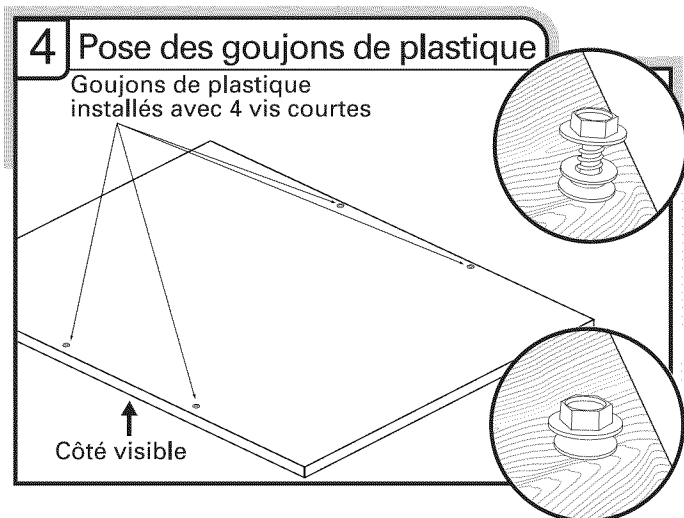 4 Pose des goujons de plastique
Goujons de plastique
installés avec 4 vis courtes
Côté visible